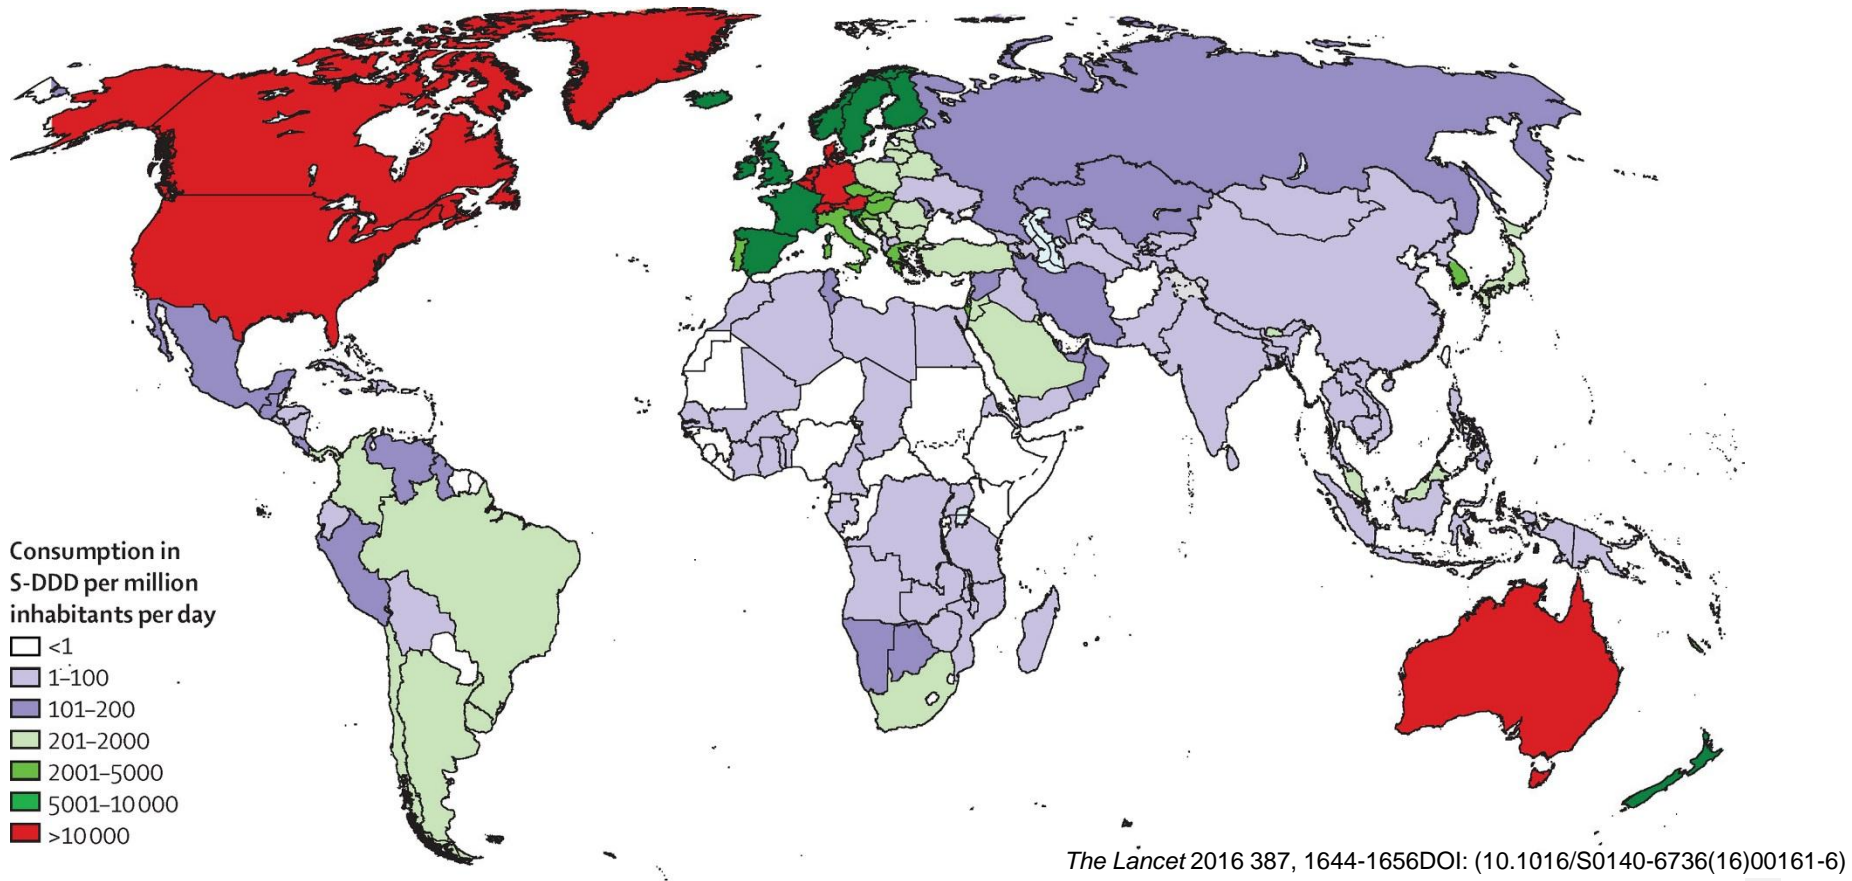 Consumption in
S-DDD per million
inhabitants per day
<1
1–100
101–200
201–2000
2001–5000
5001–10 000
>10 000
The Lancet 2016 387, 1644-1656DOI: (10.1016/S0140-6736(16)00161-6)